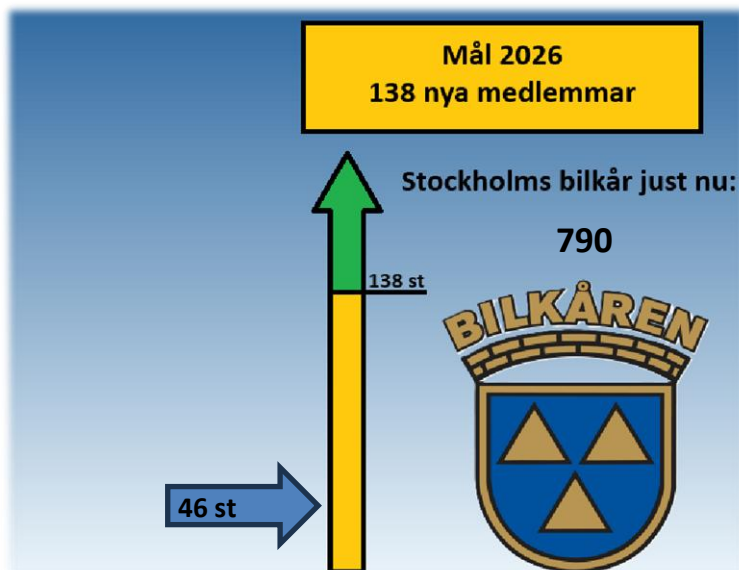 Mål 2026
138 nya medlemmar
Stockholms bilkår just nu:
790
138 st
BILKÅREN
46 st